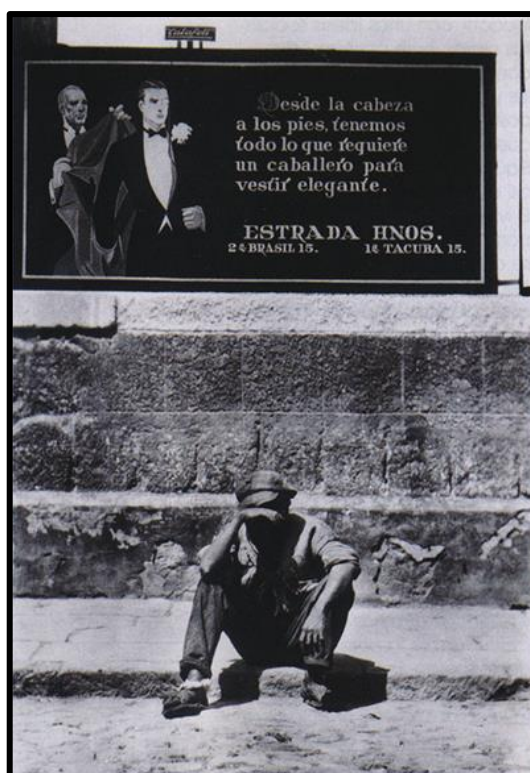 Calafell
Desde la cabeza
a los pies, tenemos
todo lo que requiere
un caballero para
vestir elegante.
ESTRADA HNOS.
2ª BRASIL 15. 1ª TACUBA 15.